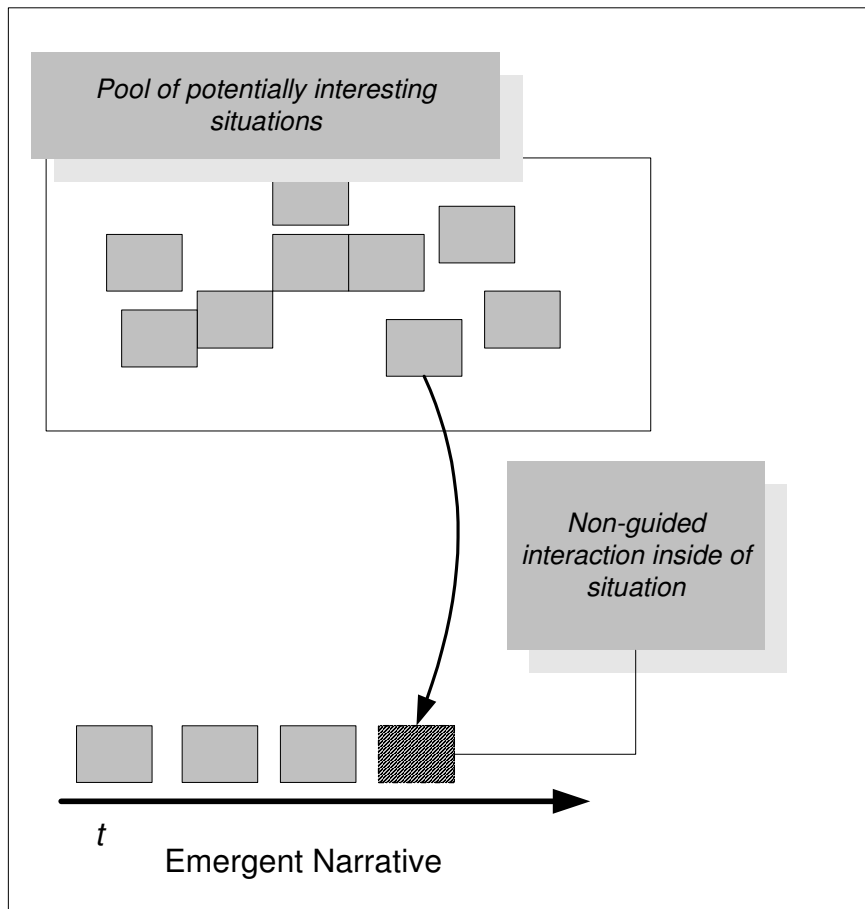 Pool of potentially interesting
situations
Non-guided
interaction inside of
situation
t
Emergent Narrative